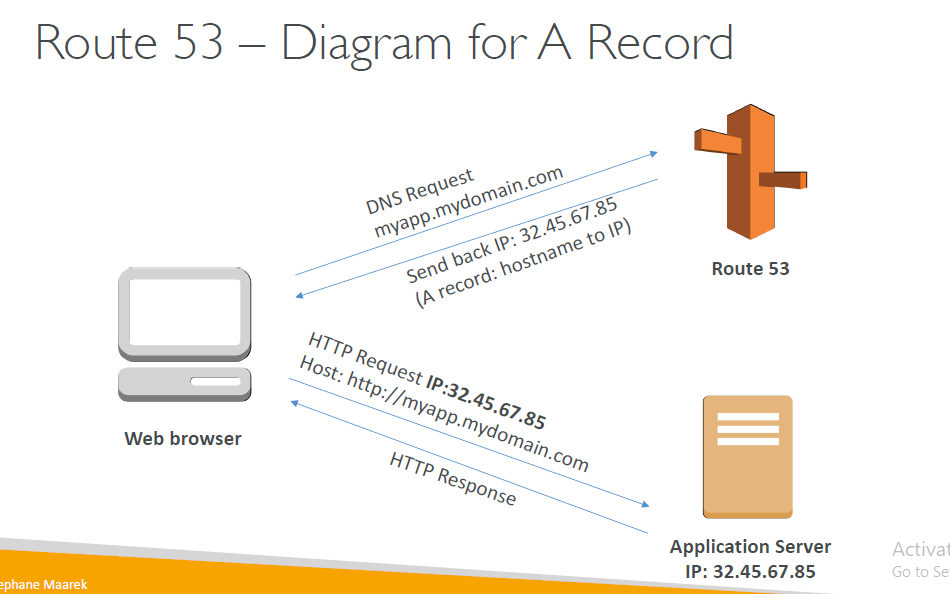 Route 53 – Diagram for A Record
DNS Request
myapp.mydomain.com
Send back IP: 32.45.67.85
(A record: hostname to IP)
Route 53
HTTP Request IP:32.45.67.85
Host: http://myapp.mydomain.com
HTTP Response
Web browser
Application Server
IP: 32.45.67.85
Activat
Go to Se
ephane Maarek